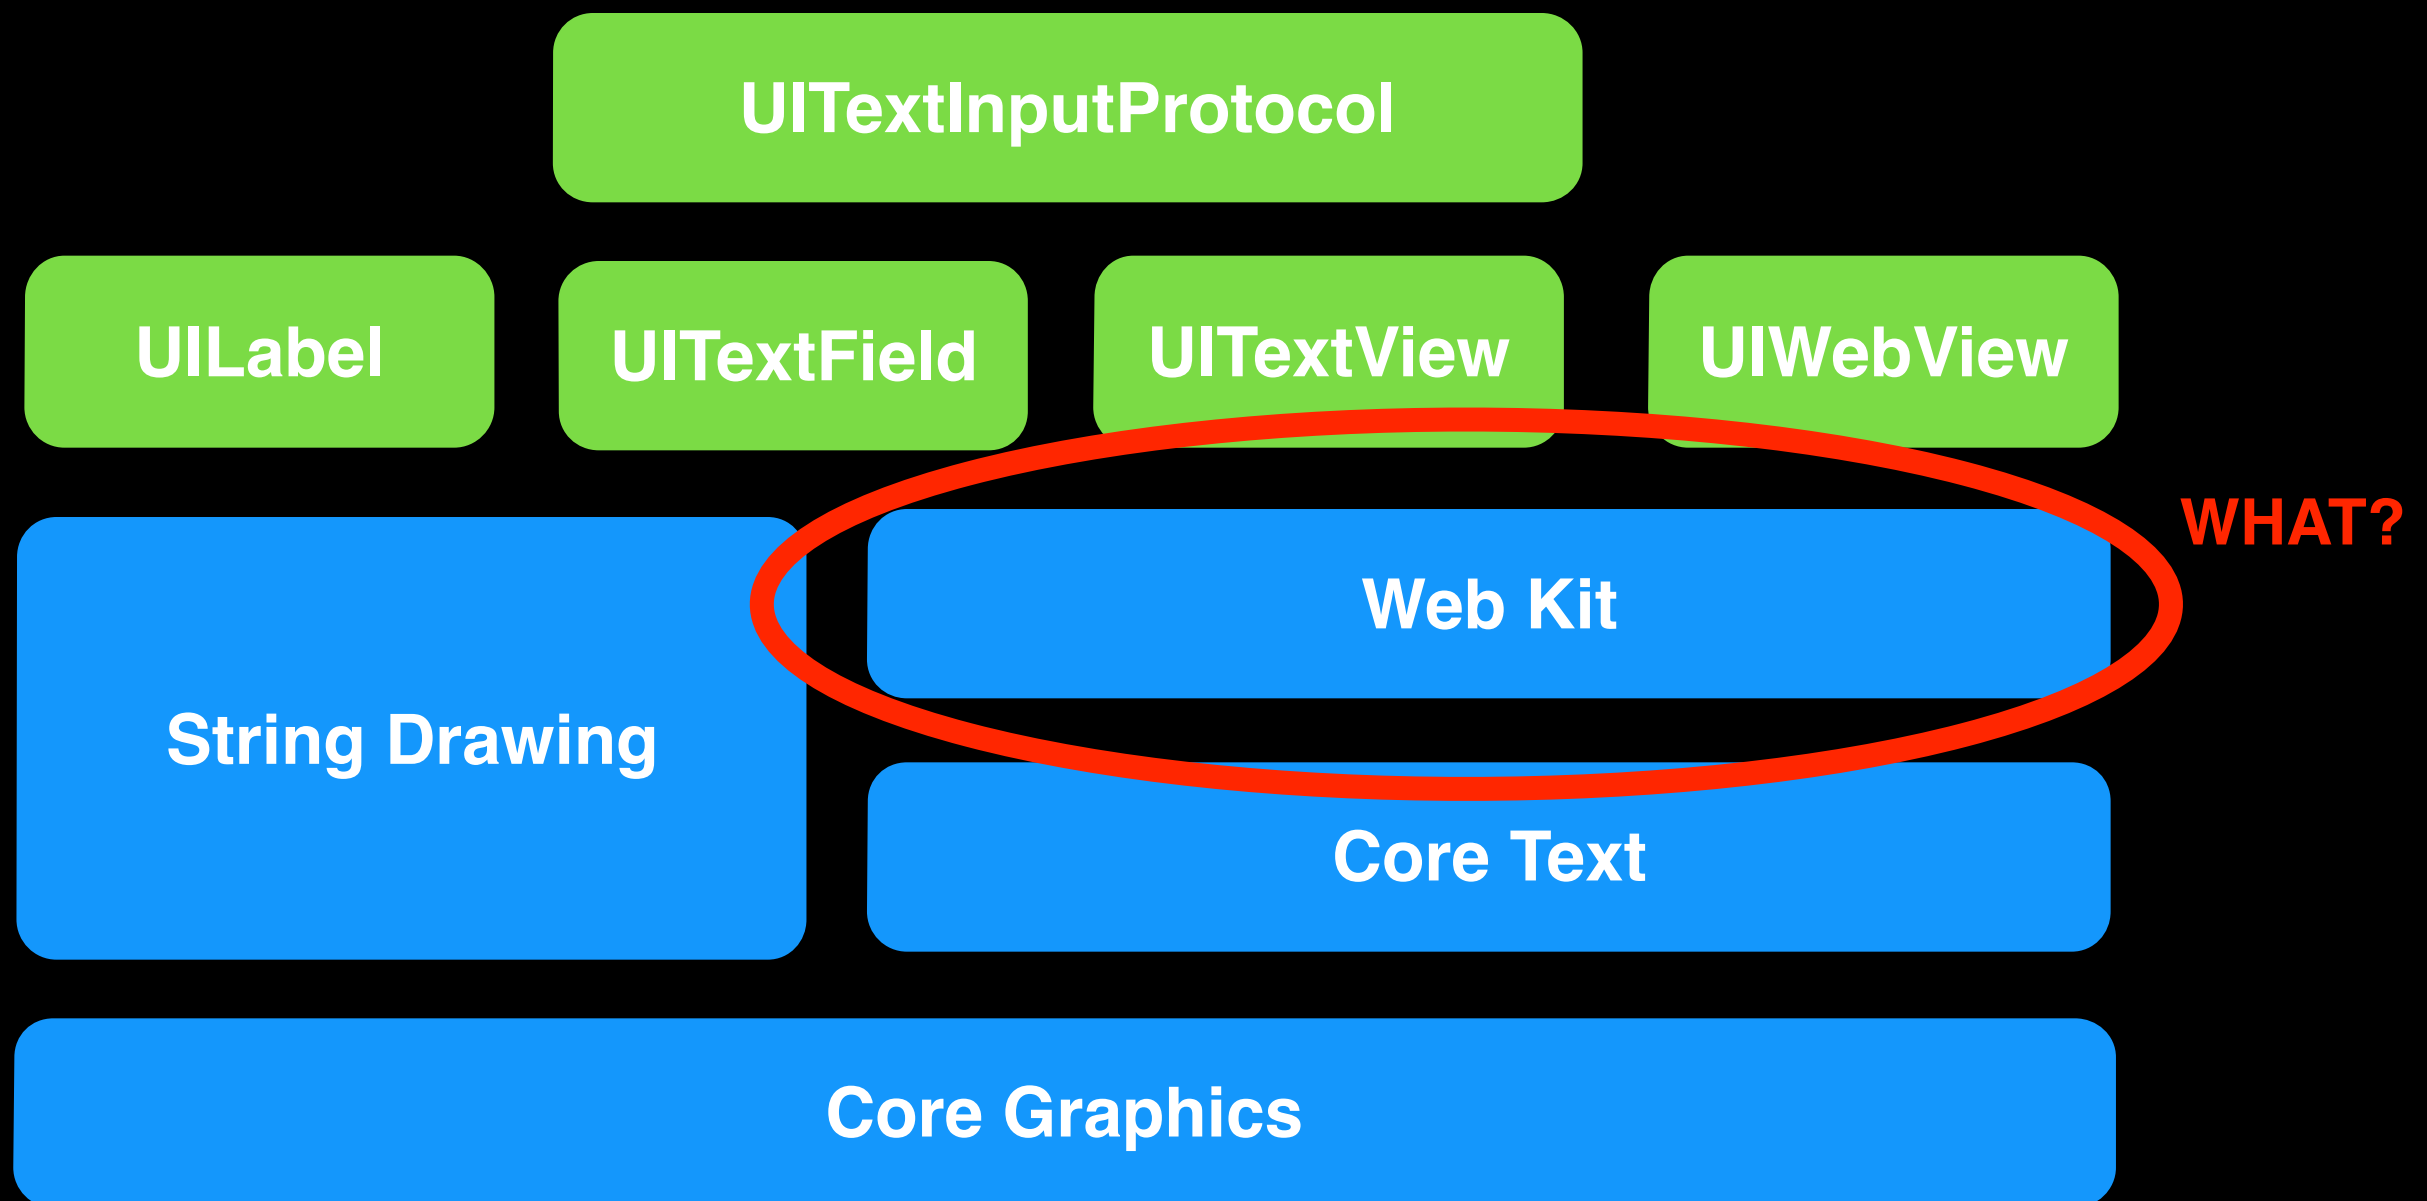 UITextInputProtocol
UILabel
UITextField
UITextView
UIWebView
WHAT?
Web Kit
String Drawing
Core Text
Core Graphics